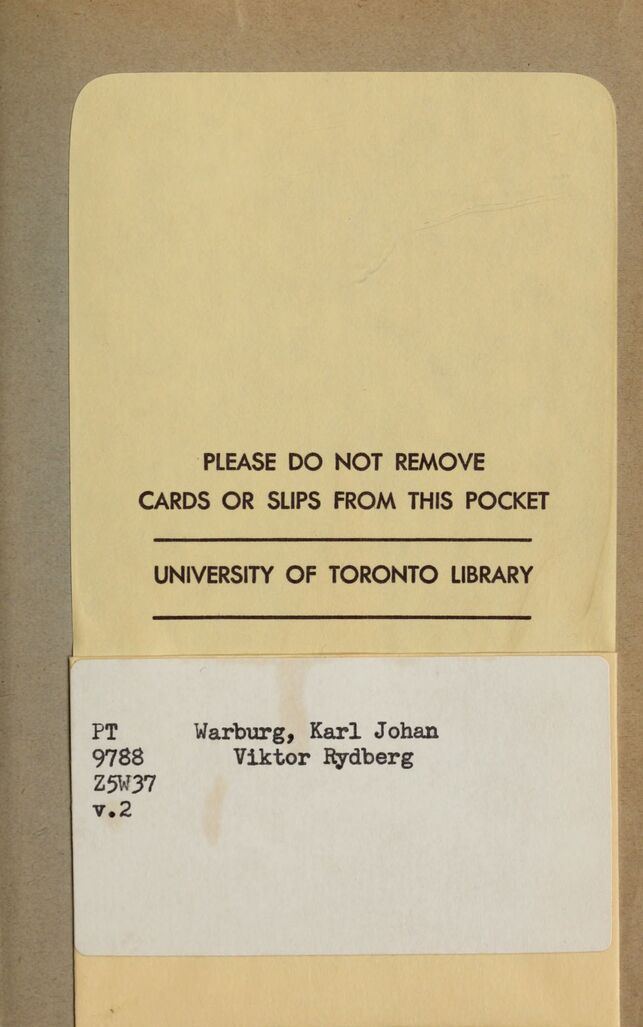 PLEASE DO NOT REMOVE
CARDS OR SLIPS FROM THIS POCKET
UNIVERSITY OF TORONTO LIBRARY
PT Warburg, Karl Johan
9788 Viktor Rydberg
Z5W37
v.2